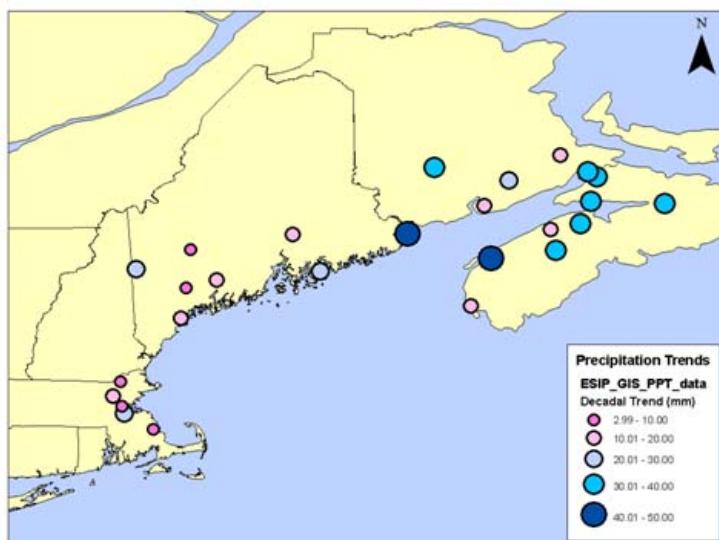 N
Precipitation Trends
ESIP_GIS_PPT_data
Decadal Trend (mm)
2.99 - 10.00
10.01 - 20.00
20.01 - 30.00
30.01 - 40.00
40.01 - 50.00